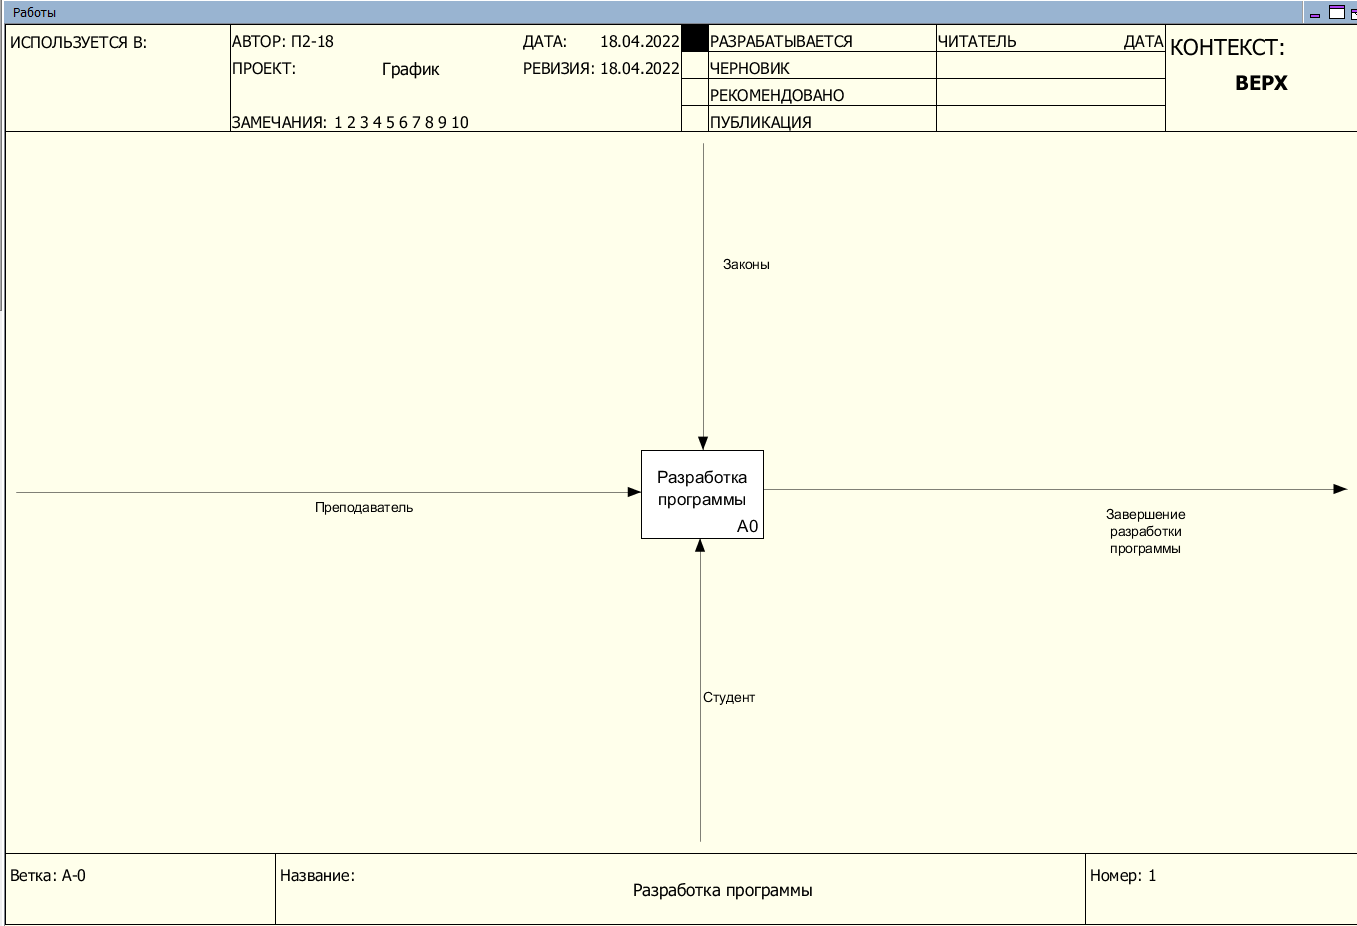 Работы
ИСПОЛЬЗУЕТСЯ В:
АВТОР: П2-18
ДАТА: 18.04.2022
ПРОЕКТ: График
РЕВИЗИЯ: 18.04.2022
ЗАМЕЧАНИЯ: 1 2 3 4 5 6 7 8 9 10
РАЗРАБАТЫВАЕТСЯ
ЧЕРНОВИК
РЕКОМЕНДОВАНО
ПУБЛИКАЦИЯ
ЧИТАТЕЛЬ ДАТА
КОНТЕКСТ:
ВЕРХ
Законы
Преподаватель
Разработка
программы
A0
Завершение
разработки
программы
Студент
Ветка: A-0
Название:
Разработка программы
Номер: 1